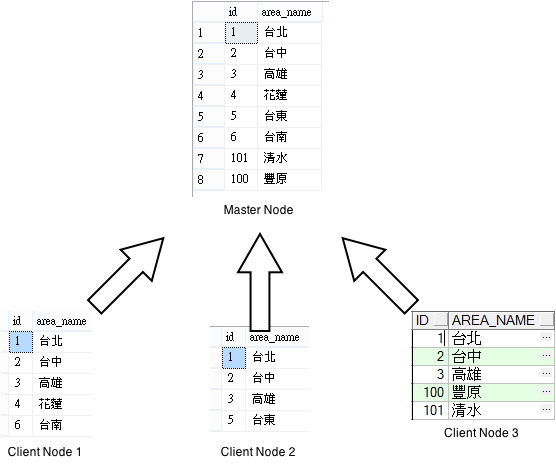 id area_name
1 1 台北
2 2 台中
3 3 高雄
4 4 花蓮
5 5 台東
6 6 台南
7 101 清水
8 100 豐原
Master Node
id area_name
1 台北
2 台中
3 高雄
4 花蓮
6 台南
Client Node 1
id area_name
1 台北
2 台中
3 高雄
5 台東
Client Node 2
ID AREA_NAME
1 台北 ...
2 台中 ...
3 高雄 ...
100 豐原 ...
101 清水 ...
Client Node 3